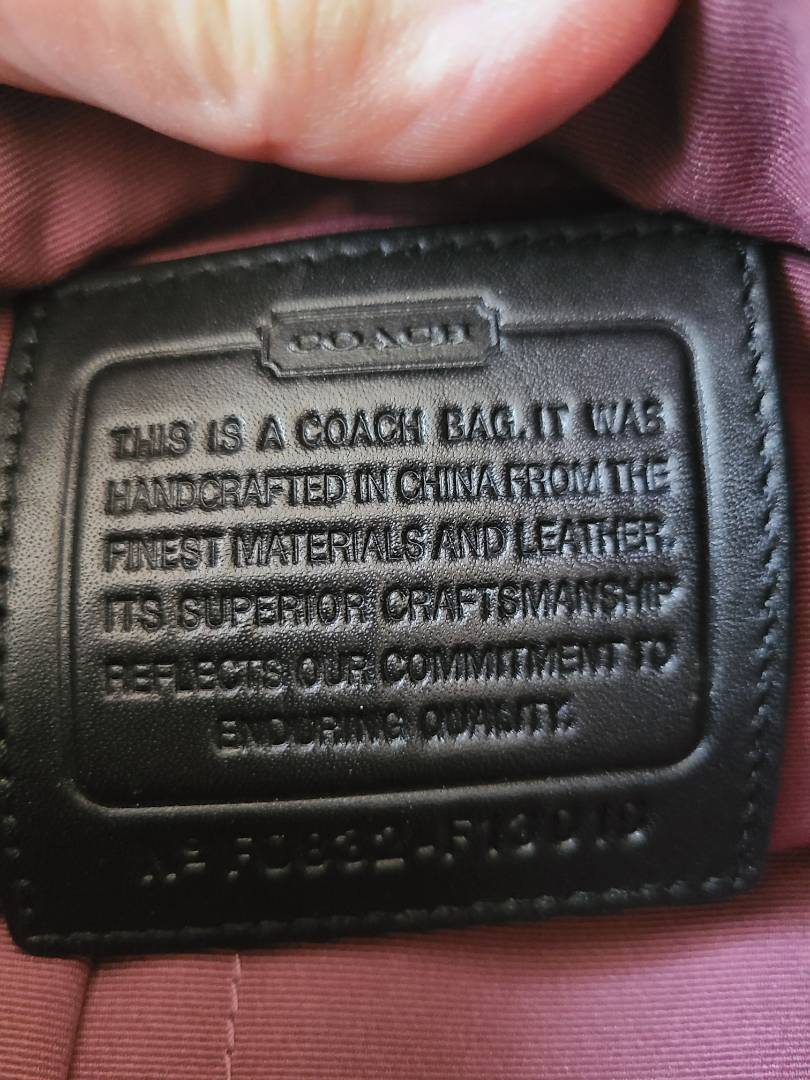 COACH
THIS IS A COACH BAG. IT WAS
HANDCRAFTED IN CHINA FROM THE
FINEST MATERIALS AND LEATHER.
ITS SUPERIOR CRAFTSMANSHIP
REFLECTS OUR COMMITMENT TO
ENDURING QUALITY.